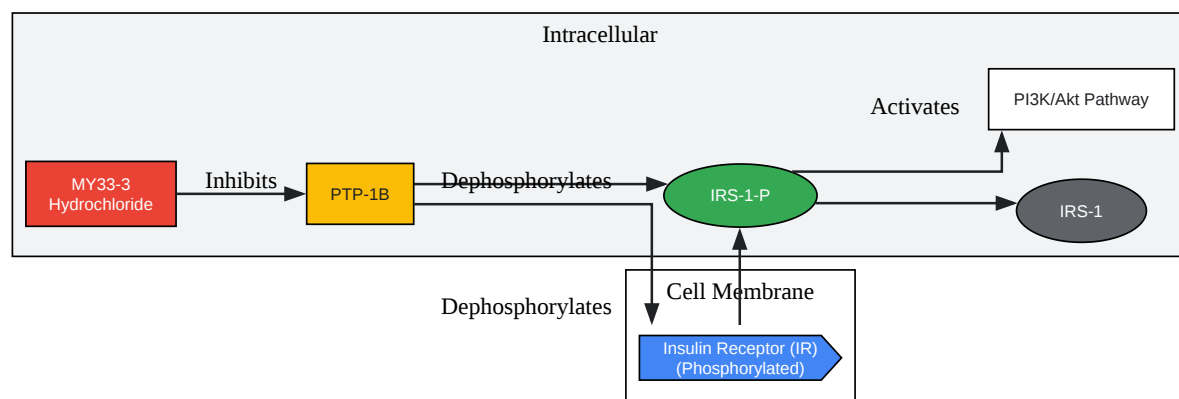 Intracellular
Activates
PI3K/Akt Pathway
MY33-3
Hydrochloride
Inhibits
PTP-1B
Dephosphorylates
IRS-1-P
IRS-1
Dephosphorylates
Cell Membrane
Insulin Receptor (IR)
(Phosphorylated)